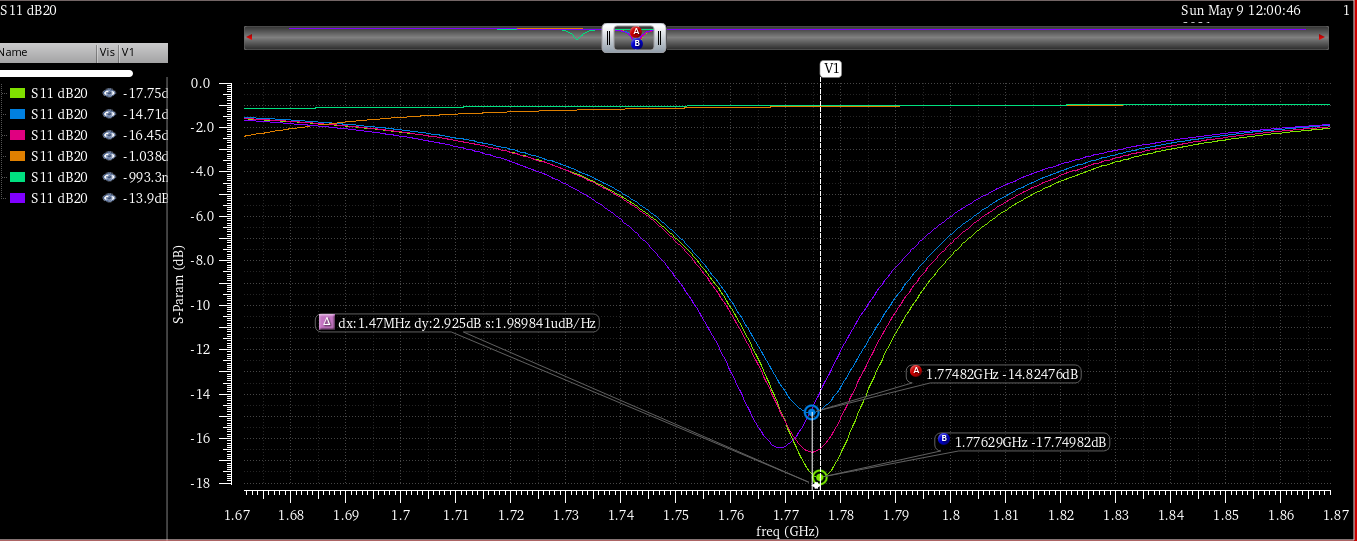 S11 dB20
Sun May 9 12:00:46 1
Name Vis V1
S11 dB20 -17.75d
S11 dB20 -14.71d
S11 dB20 -16.45d
S11 dB20 -1.038d
S11 dB20 -993.3m
S11 dB20 -13.9dB
A
B
V1
0.0
-2.0
-4.0
-6.0
-8.0
-10
-12
-14
-16
-18
S-Param (dB)
Δ dx:1.47MHz dy:2.925dB s:1.989841udB/Hz
A 1.77482GHz -14.82476dB
B 1.77629GHz -17.74982dB
1.67 1.68 1.69 1.7 1.71 1.72 1.73 1.74 1.75 1.76 1.77 1.78 1.79 1.8 1.81 1.82 1.83 1.84 1.85 1.86 1.87
freq (GHz)